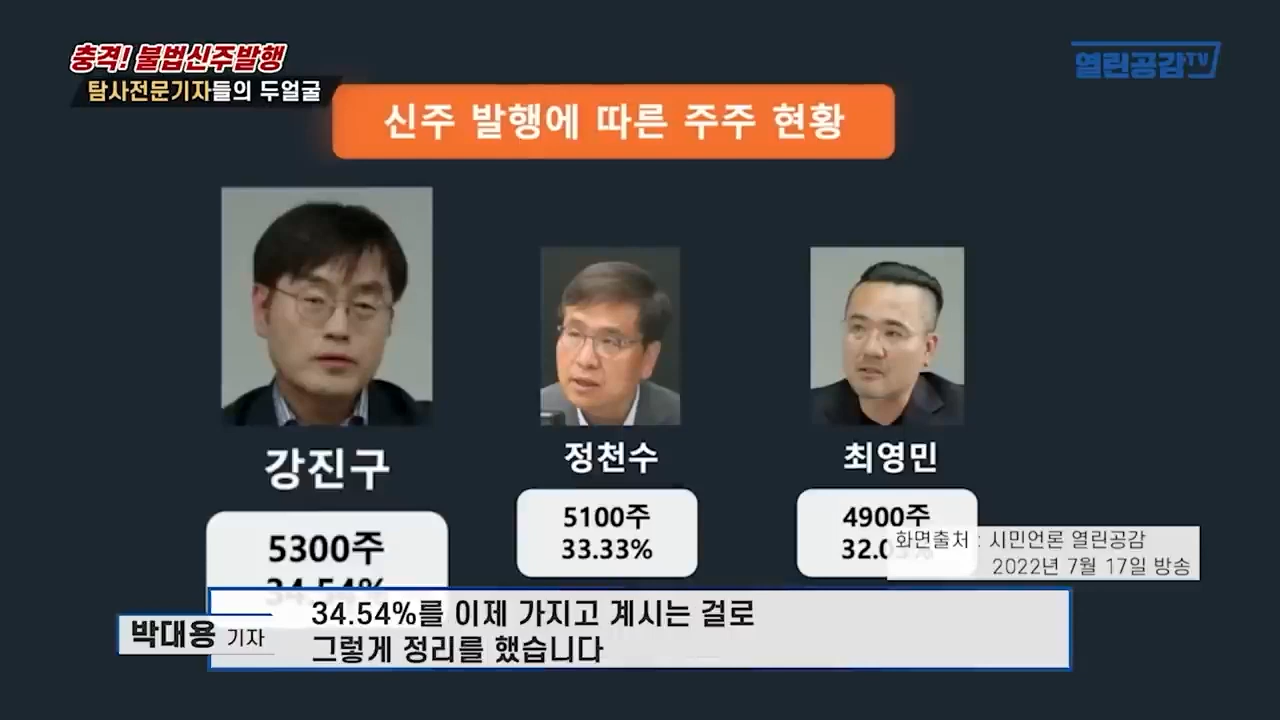 충격! 불법신주발행
탐사전문기자들의 두얼굴
열린공감TV
신주 발행에 따른 주주 현황
강진구
5300주
34.54%
정천수
5100주
33.33%
최영민
4900주
화면출처 : 시민언론 열린공감
2022년 7월 17일 방송
박대용 기자
34.54%를 이제 가지고 계시는 걸로
그렇게 정리를 했습니다